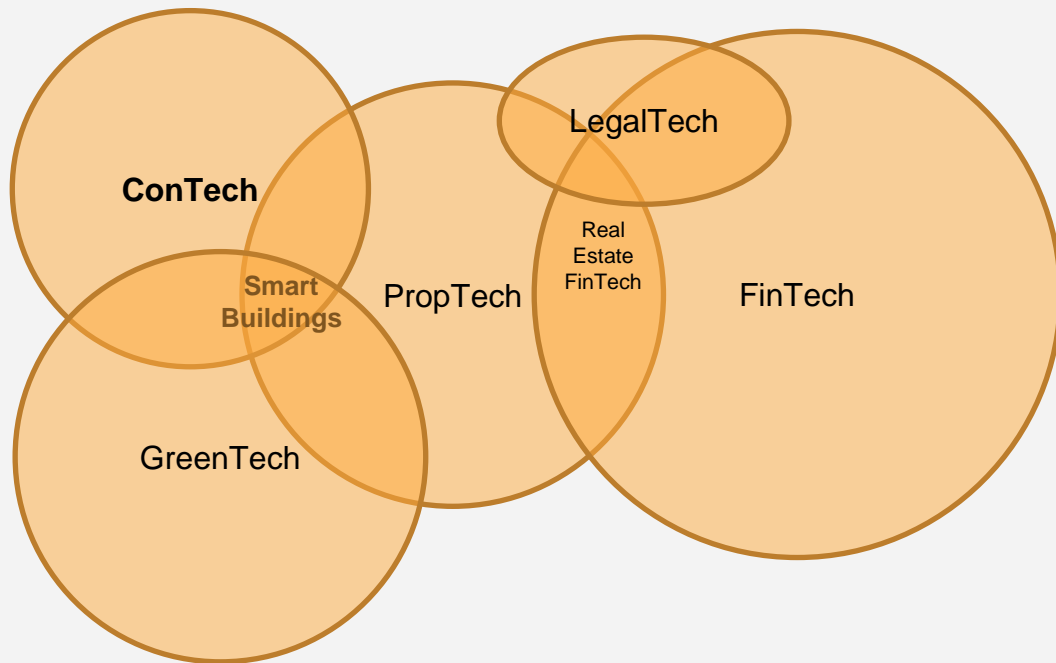 LegalTech
ConTech
Real
Estate
FinTech
Smart
Buildings
PropTech
FinTech
GreenTech